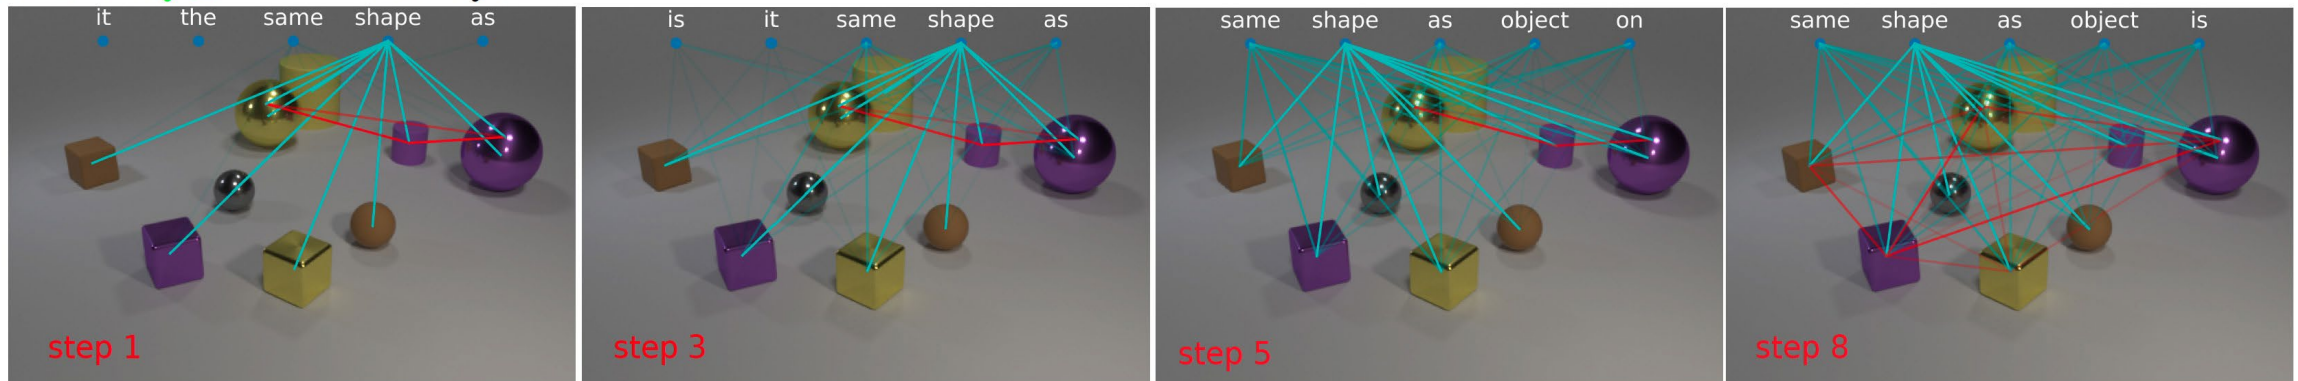 it the same shape as
is it same shape as
same shape as object on
same shape as object is
step 1
step 3
step 5
step 8